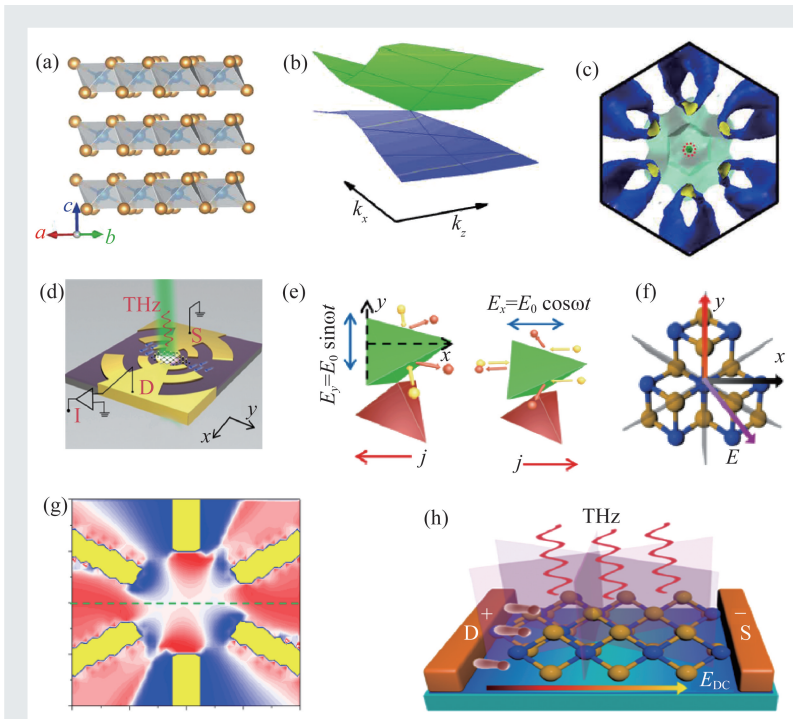 (a)
c
a
b
(b)
k_x
k_z
(c)
(d)
THz
S
D
I
x
y
(e)
E_y=E_0 sinωt
y
x
j
E_x=E_0 cosωt
j
(f)
y
x
E
(g)
(h)
THz
+
D
−
S
E_DC